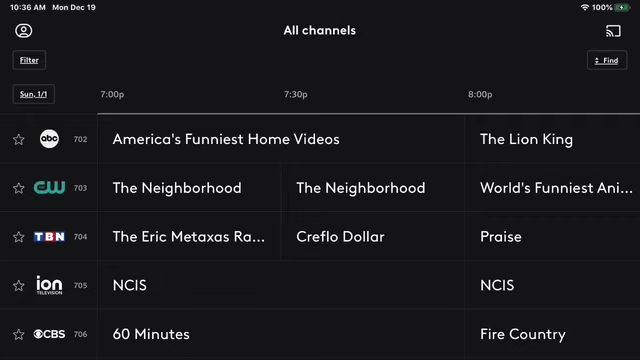 10:36 AM Mon Dec 19
100%
All channels
Filter
Find
Sun, 1/1
7:00p
7:30p
8:00p
abc 702 America's Funniest Home Videos The Lion King
CW 703 The Neighborhood The Neighborhood World's Funniest Ani...
TBN 704 The Eric Metaxas Ra... Creflo Dollar Praise
ion TELEVISION 705 NCIS NCIS
CBS 706 60 Minutes Fire Country